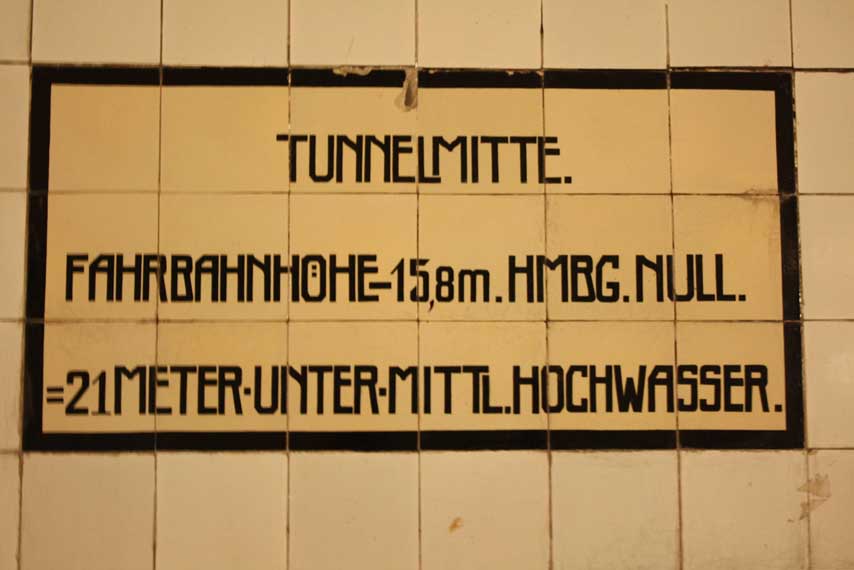 TUNNELMITTE.
FAHRBAHNHÖHE-15,8m.HMBG.NULL.
=21METER·UNTER·MITTL.HOCHWASSER.